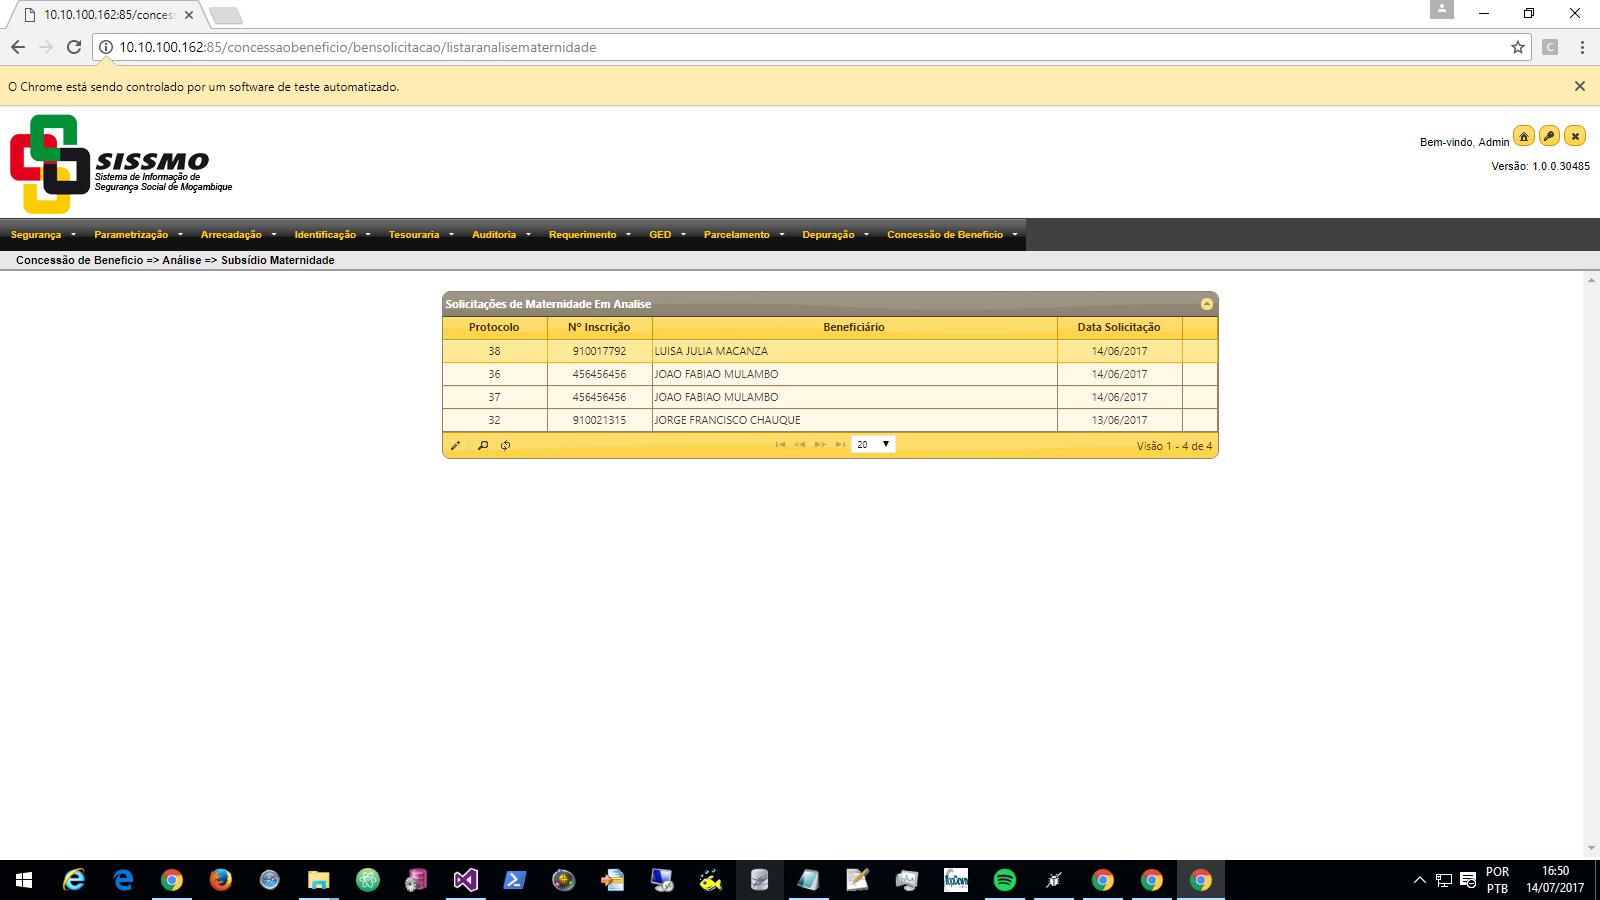 10.10.100.162:85/conces
10.10.100.162:85/concessaobeneficio/bensolicitacao/listaranalisematernidade
C
O Chrome está sendo controlado por um software de teste automatizado.
SISSMO
Sistema de Informação de
Segurança Social de Moçambique
Bem-vindo, Admin
Versão: 1.0.0.30485
Segurança Parametrização Arrecadação Identificação Tesouraria Auditoria Requerimento GED Parcelamento Depuração Concessão de Beneficio
Concessão de Beneficio => Análise => Subsídio Maternidade
Solicitações de Maternidade Em Analise
Protocolo Nº Inscrição Beneficiário Data Solicitação
38 910017792 LUISA JULIA MACANZA 14/06/2017
36 456456456 JOAO FABIAO MULAMBO 14/06/2017
37 456456456 JOAO FABIAO MULAMBO 14/06/2017
32 910021315 JORGE FRANCISCO CHAUQUE 13/06/2017
20 Visão 1 - 4 de 4
POR 16:50
PTB 14/07/2017